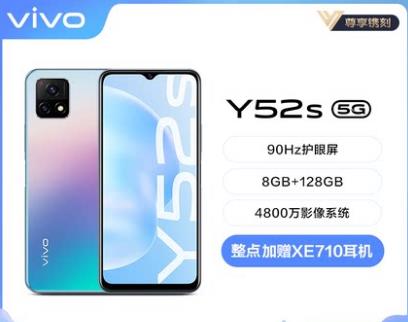 vivo
尊享镌刻
Y52s 5G
90Hz护眼屏
8GB+128GB
4800万影像系统
整点加赠XE710耳机
vivo
Y52s